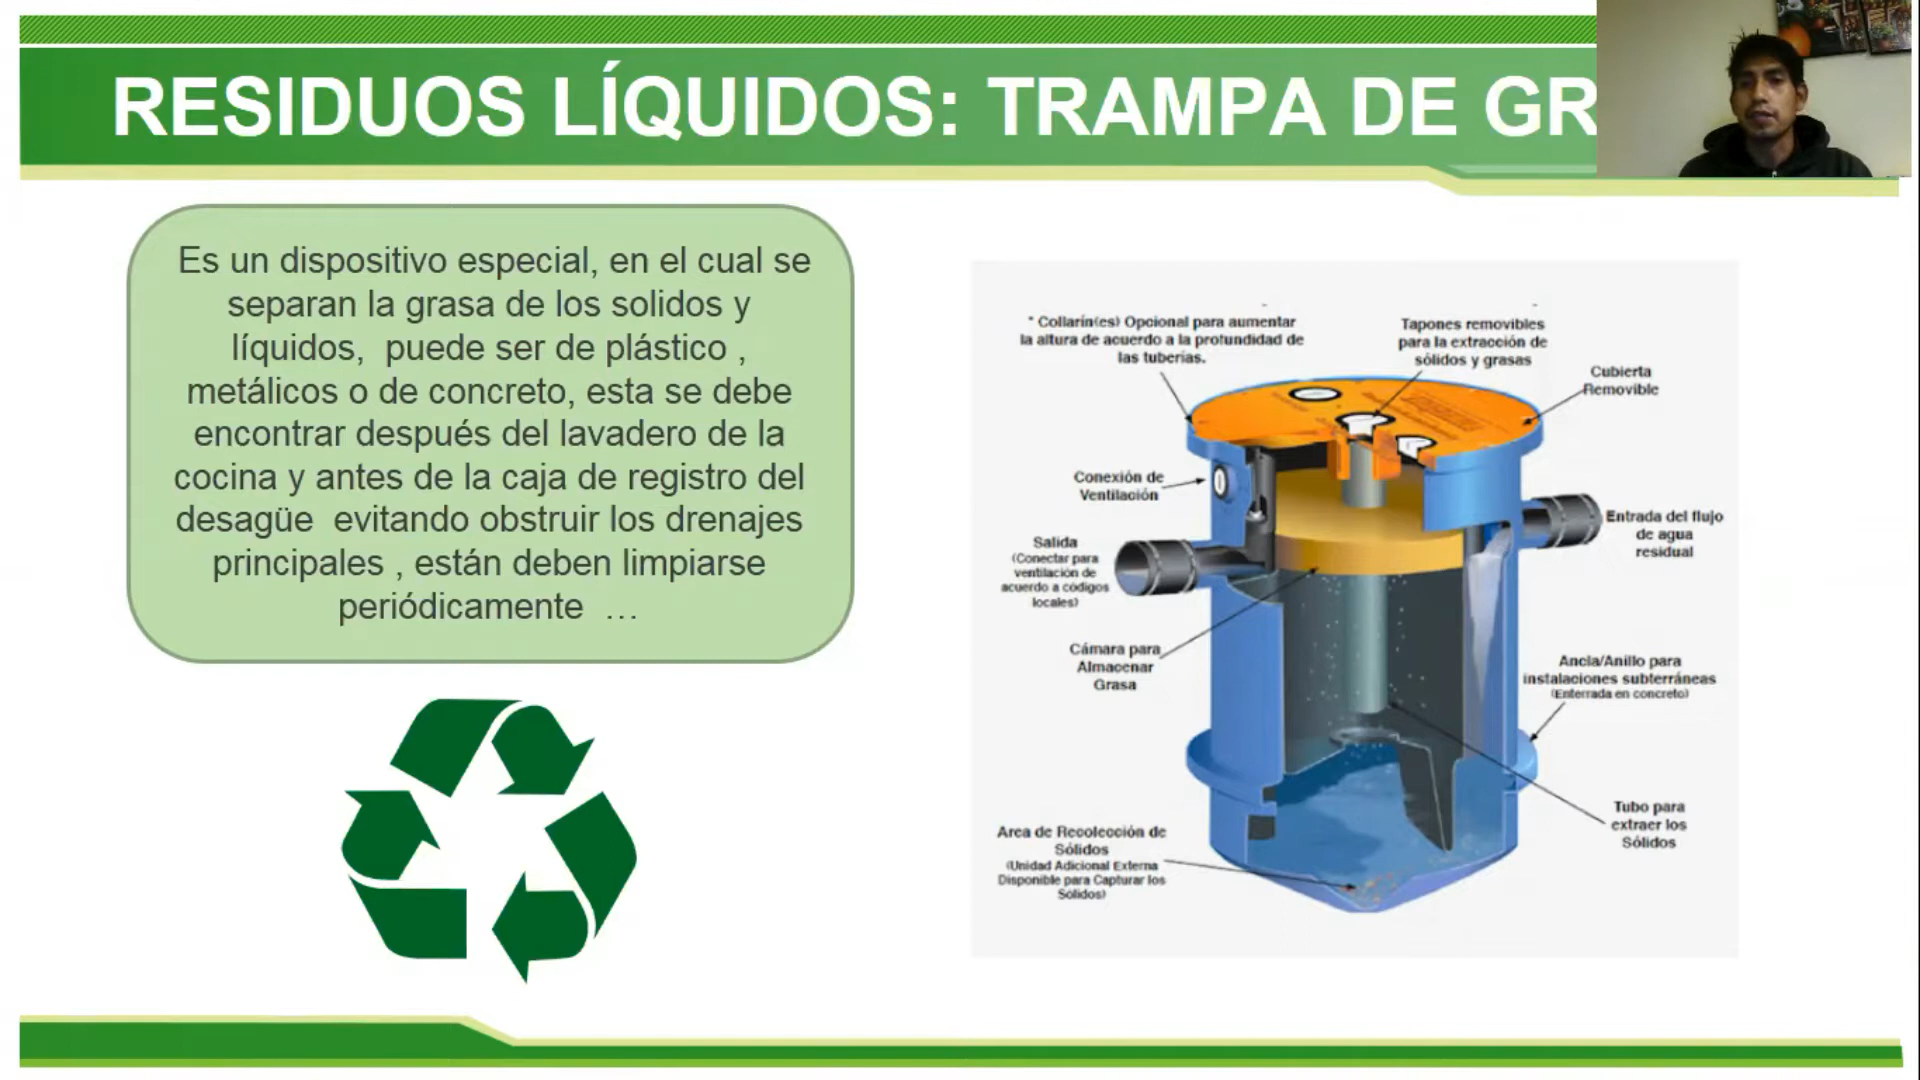 RESIDUOS LÍQUIDOS: TRAMPA DE GR
Es un dispositivo especial, en el cual se
separan la grasa de los solidos y
líquidos, puede ser de plástico ,
metálicos o de concreto, esta se debe
encontrar después del lavadero de la
cocina y antes de la caja de registro del
desagüe evitando obstruir los drenajes
principales , están deben limpiarse
periódicamente ...
* Collarín(es) Opcional para aumentar
la altura de acuerdo a la profundidad de
las tuberías.
Tapones removibles
para la extracción de
sólidos y grasas
Cubierta
Removible
Conexión de
Ventilación
Entrada del flujo
de agua
residual
Salida
(Conectar para
ventilación de
acuerdo a códigos
locales)
Cámara para
Almacenar
Grasa
Ancla/Anillo para
instalaciones subterráneas
(Enterrada en concreto)
Tubo para
extraer los
Sólidos
Area de Recolección de
Sólidos
(Unidad Adicional Externa
Disponible para Capturar los
Sólidos)